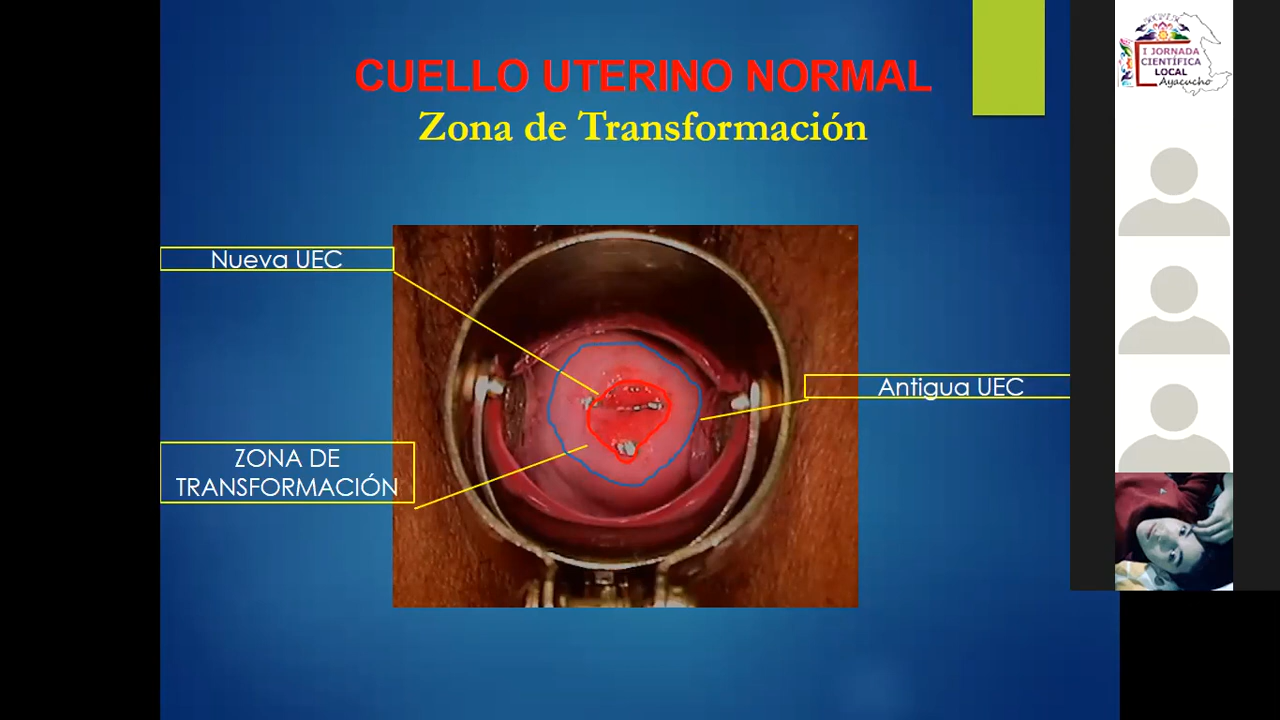 CUELLO UTERINO NORMAL
Zona de Transformación
Nueva UEC
Antigua UEC
ZONA DE
TRANSFORMACIÓN
I JORNADA
CIENTÍFICA
LOCAL
Ayacucho